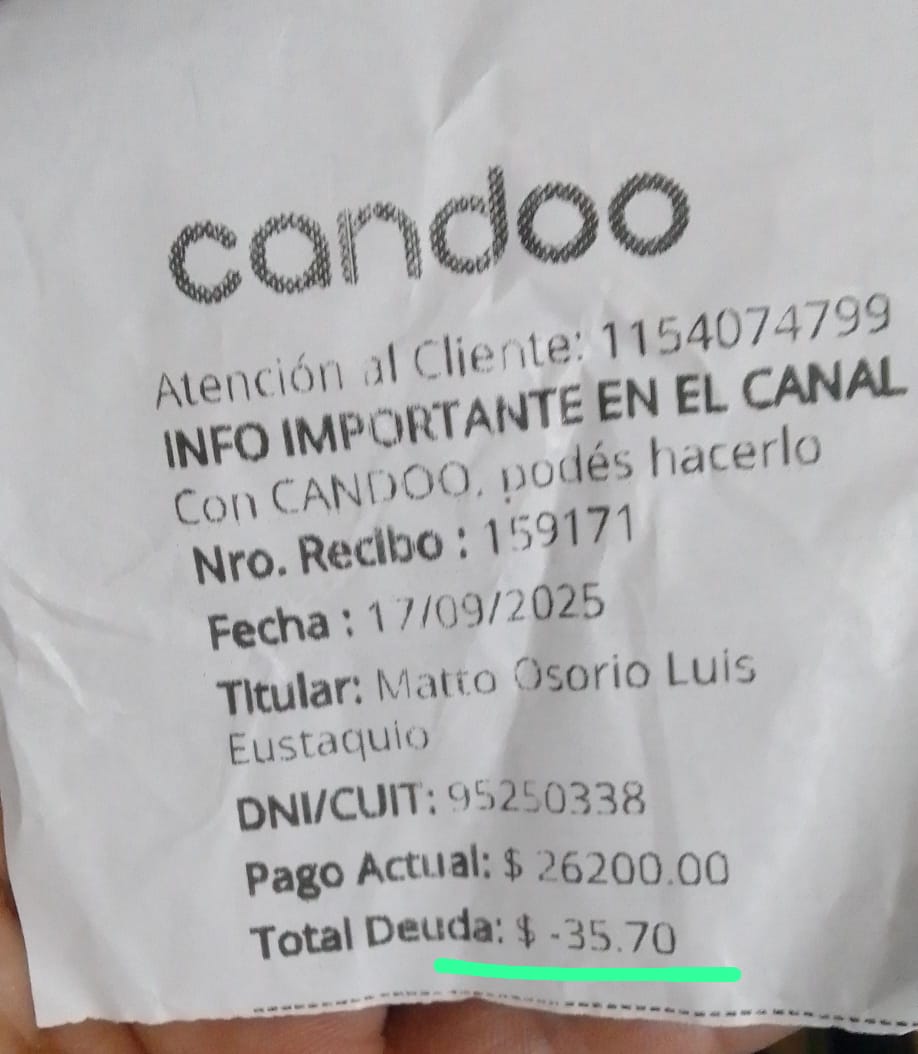 candoo
Atención al Cliente: 1154074799
INFO IMPORTANTE EN EL CANAL
Con CANDOO, podés hacerlo
Nro. Recibo : 159171
Fecha : 17/09/2025
Titular: Matto Osorio Luis
Eustaquio
DNI/CUIT: 95250338
Pago Actual: $ 26200.00
Total Deuda: $ -35.70